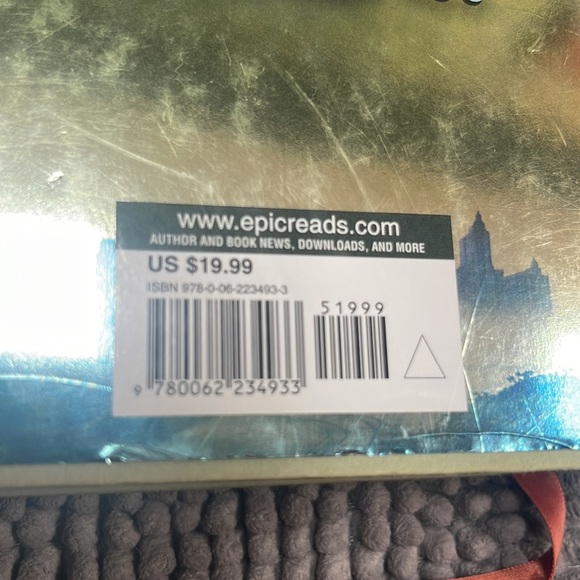 www.epicreads.com
AUTHOR AND BOOK NEWS, DOWNLOADS, AND MORE
US $19.99
ISBN 978-0-06-223493-3
51999
9 780062 234933